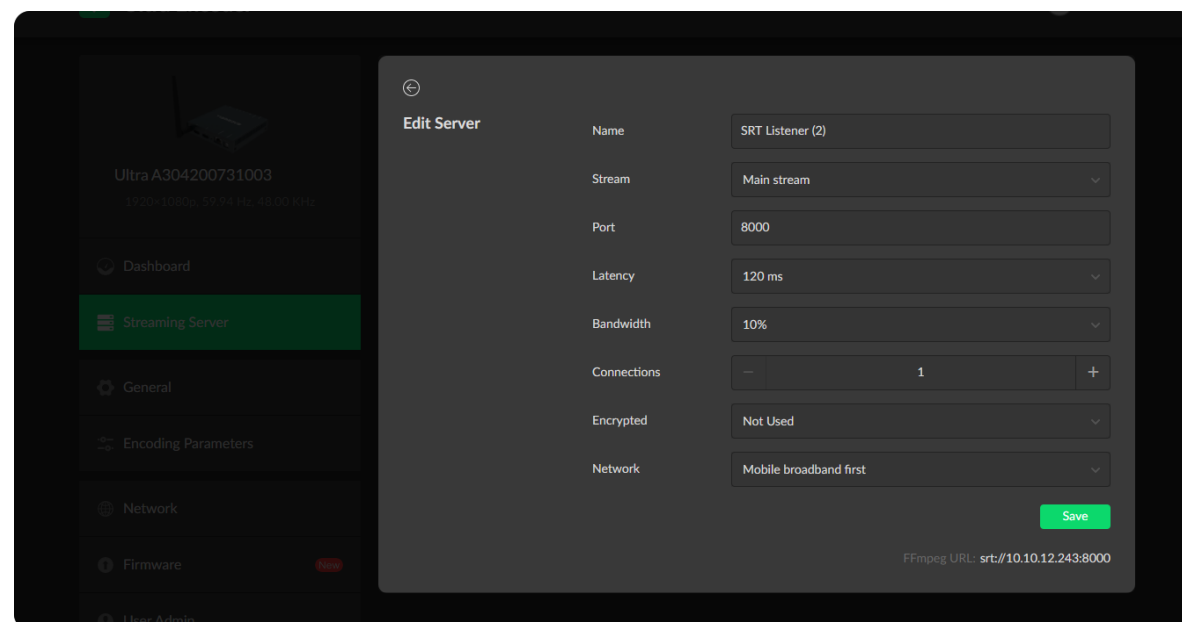 Edit Server
Name SRT Listener (2)
Stream Main stream
Port 8000
Latency 120 ms
Bandwidth 10%
Connections − 1 +
Encrypted Not Used
Network Mobile broadband first
Save
FFmpeg URL: srt://10.10.12.243:8000
Ultra A304200731003
1920×1080p, 59.94 Hz, 48.00 KHz
Dashboard
Streaming Server
General
Encoding Parameters
Network
Firmware New
User Admin